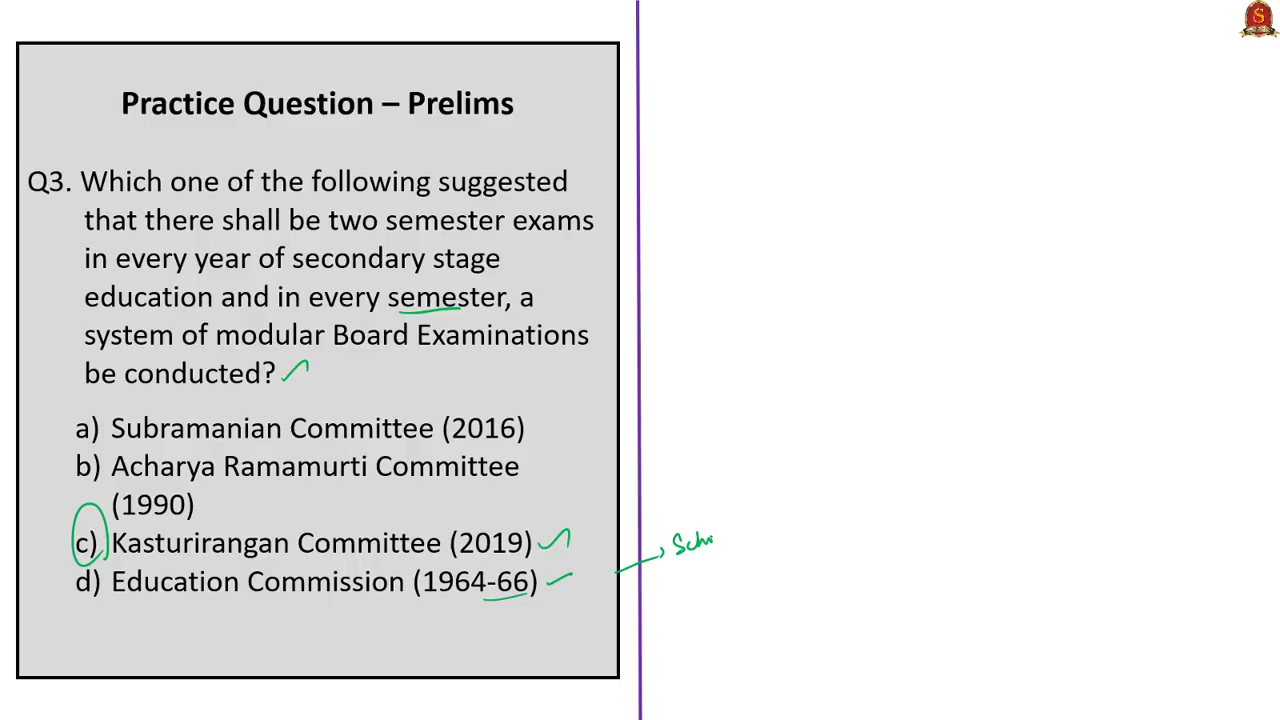 Practice Question – Prelims
Q3. Which one of the following suggested
that there shall be two semester exams
in every year of secondary stage
education and in every semester, a
system of modular Board Examinations
be conducted?
a) Subramanian Committee (2016)
b) Acharya Ramamurti Committee
(1990)
c) Kasturirangan Committee (2019)
d) Education Commission (1964-66)
S